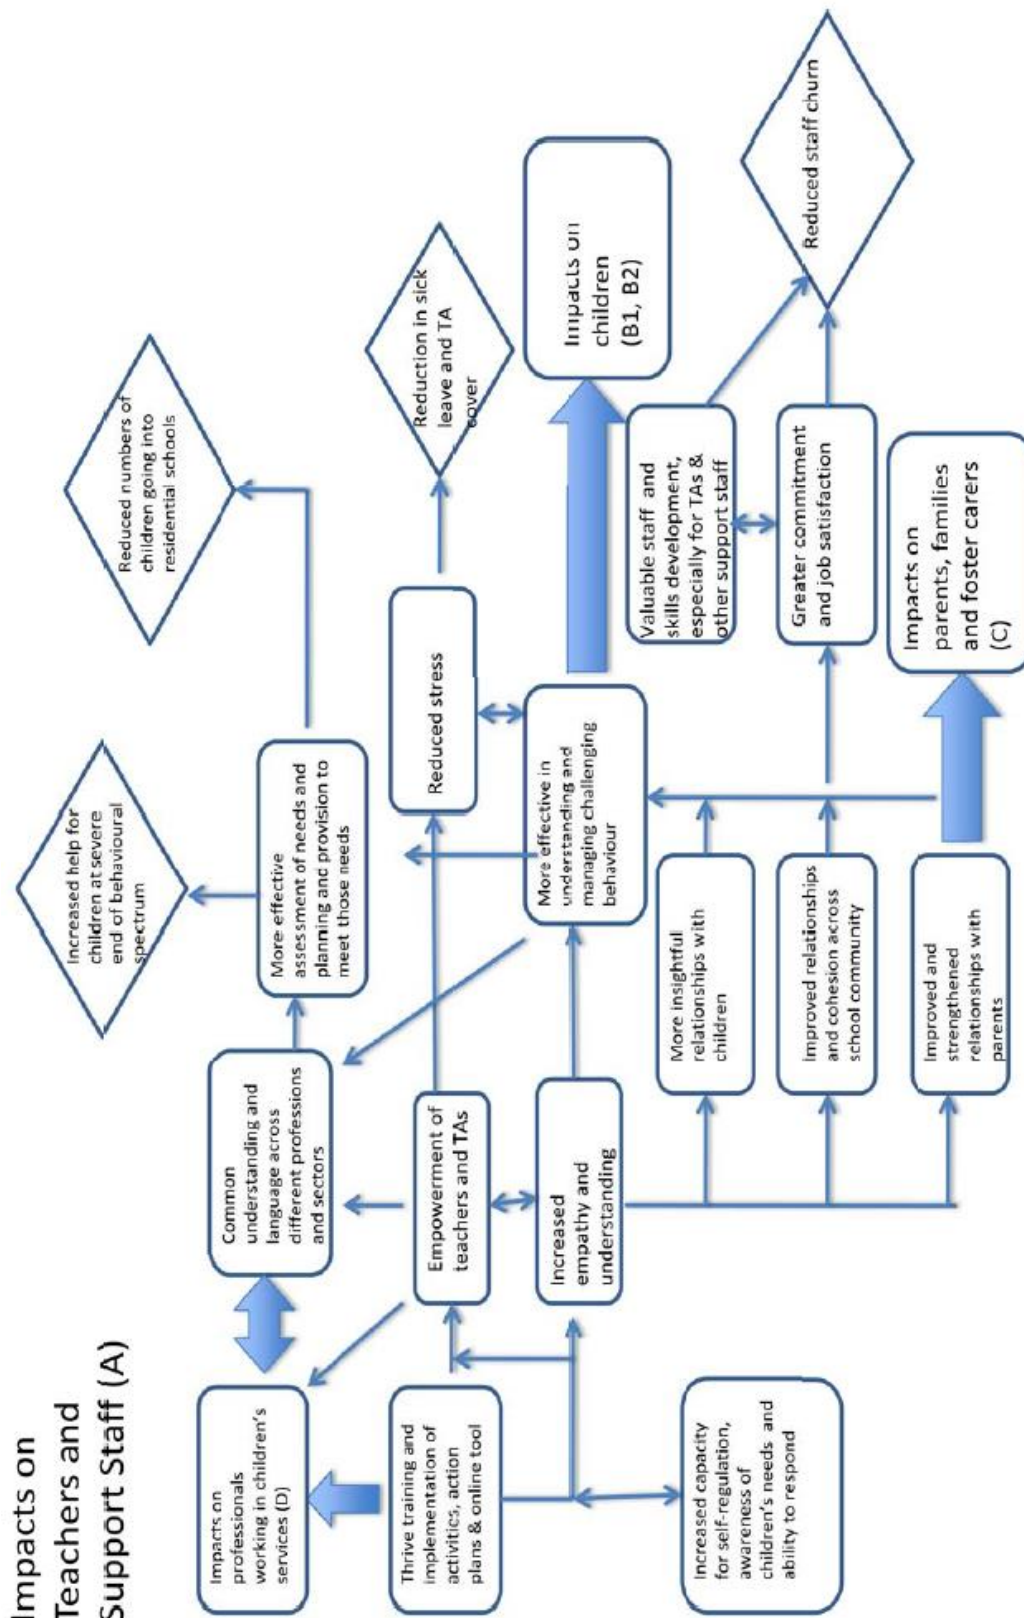 Impacts on
Teachers and
Support Staff (A)
Impacts on
professionals
working in children's
services (D)
Thrive training and
implementation of
activities, action
plans & online tool
Increased capacity
for self-regulation,
awareness of
children's needs and
ability to respond
Common
understanding and
language across
different professions
and sectors
Empowerment of
teachers and TAs
Increased
empathy and
understanding
Increased help for
children at severe
end of behavioural
spectrum
More effective
assessment of needs and
planning and provision to
meet those needs
Reduced stress
More effective in
understanding and
managing challenging
behaviour
More insightful
relationships with
children
Improved relationships
and cohesion across
school community
Improved and
strengthened
relationships with
parents
Reduced numbers of
children going into
residential schools
Reduction in sick
leave and TA
cover
Impacts on
children
(B1, B2)
Valuable staff and
skills development,
especially for TAs &
other support staff
Greater commitment
and job satisfaction
Impacts on
parents, families
and foster carers
(C)
Reduced staff churn